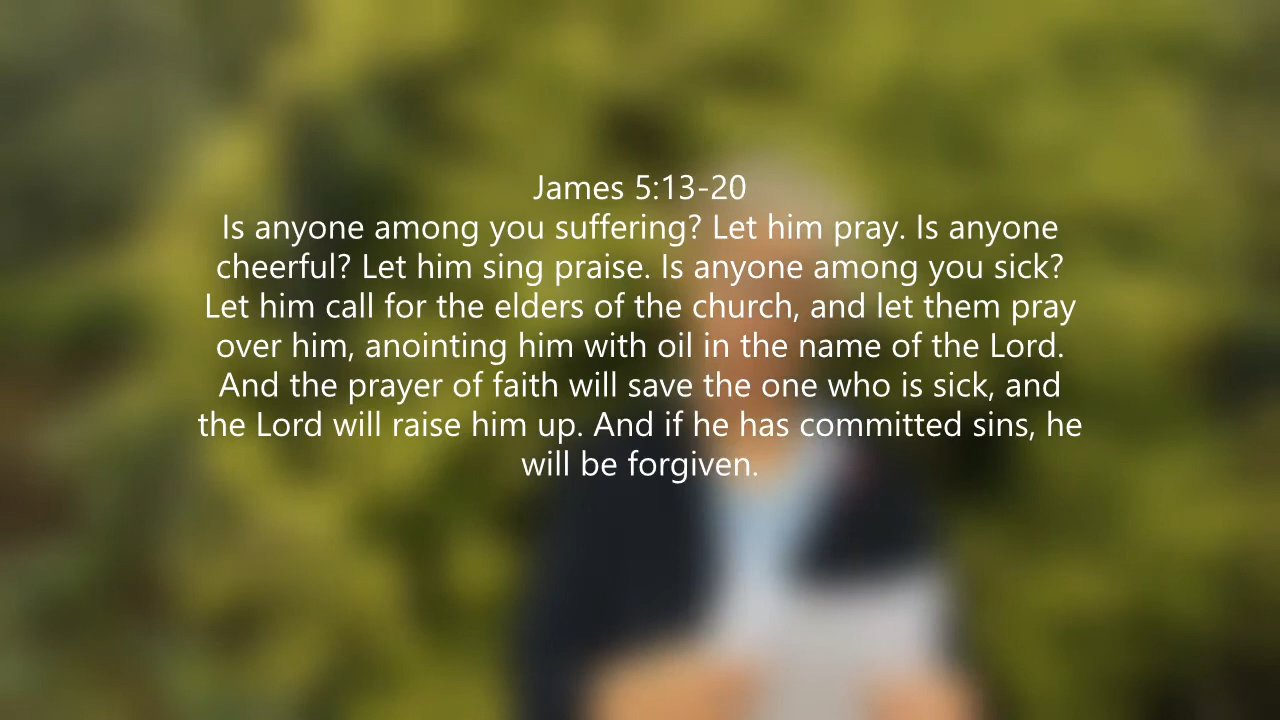 James 5:13-20
Is anyone among you suffering? Let him pray. Is anyone
cheerful? Let him sing praise. Is anyone among you sick?
Let him call for the elders of the church, and let them pray
over him, anointing him with oil in the name of the Lord.
And the prayer of faith will save the one who is sick, and
the Lord will raise him up. And if he has committed sins, he
will be forgiven.